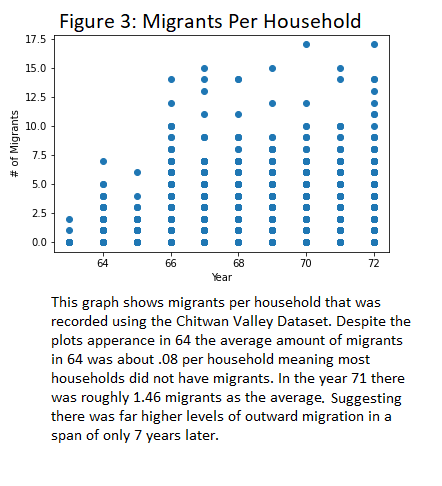 Figure 3: Migrants Per Household
17.5
15.0
12.5
10.0
7.5
5.0
2.5
0.0
# of Migrants
64 66 68 70 72
Year
This graph shows migrants per household that was
recorded using the Chitwan Valley Dataset. Despite the
plots apperance in 64 the average amount of migrants
in 64 was about .08 per household meaning most
households did not have migrants. In the year 71 there
was roughly 1.46 migrants as the average. Suggesting
there was far higher levels of outward migration in a
span of only 7 years later.